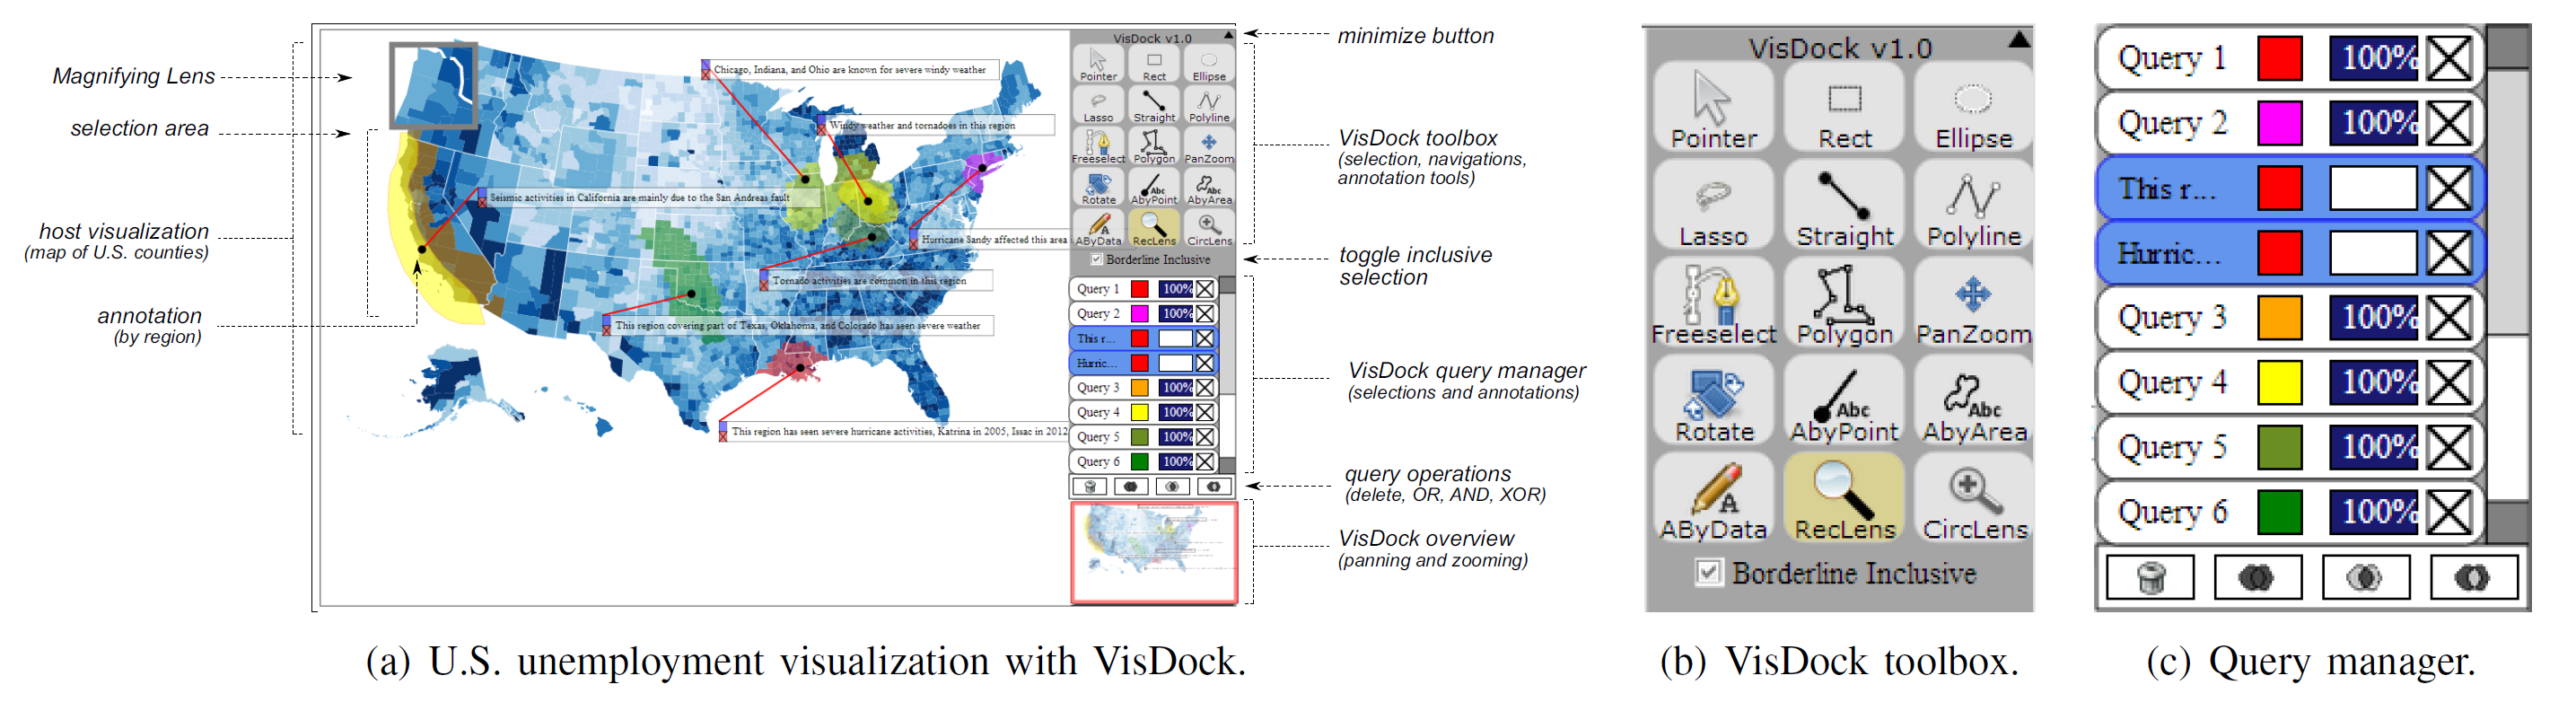 Magnifying Lens
selection area
host visualization
(map of U.S. counties)
annotation
(by region)
Chicago, Indiana, and Ohio are known for severe windy weather
Windy weather and tornadoes in this region
Seismic activities in California are mainly due to the San Andreas fault
Hurricane Sandy affected this area
Tornado activities are common in this region
This region covering part of Texas, Oklahoma, and Colorado has seen severe weather
This region has seen severe hurricane activities, Katrina in 2005, Issac in 2012
VisDock v1.0
Pointer Rect Ellipse
Lasso Straight Polyline
Freeselect Polygon PanZoom
Abc Abc
Rotate AbyPoint AbyArea
A
AByData RecLens CircLens
Borderline Inclusive
Query 1 100%
Query 2 100%
This r...
Hurric...
Query 3 100%
Query 4 100%
Query 5 100%
Query 6 100%
minimize button
VisDock toolbox
(selection, navigations,
annotation tools)
toggle inclusive
selection
VisDock query manager
(selections and annotations)
query operations
(delete, OR, AND, XOR)
VisDock overview
(panning and zooming)
(a) U.S. unemployment visualization with VisDock.
VisDock v1.0
Pointer Rect Ellipse
Lasso Straight Polyline
Freeselect Polygon PanZoom
Abc Abc
Rotate AbyPoint AbyArea
A
AByData RecLens CircLens
Borderline Inclusive
(b) VisDock toolbox.
Query 1 100%
Query 2 100%
This r...
Hurric...
Query 3 100%
Query 4 100%
Query 5 100%
Query 6 100%
(c) Query manager.